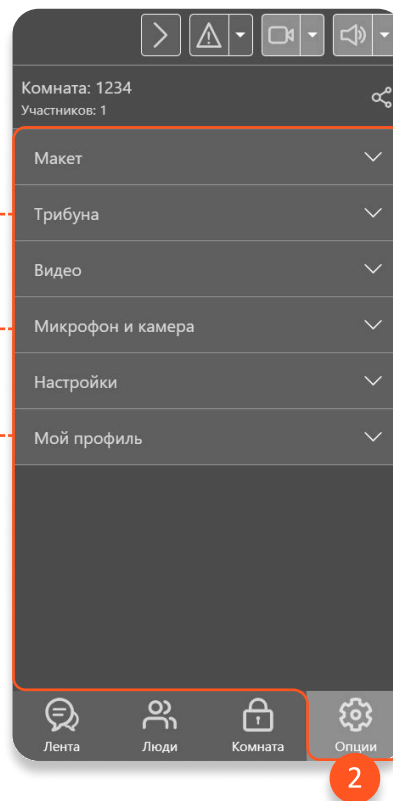 Комната: 1234
Участников: 1
Макет
Трибуна
Видео
Микрофон и камера
Настройки
Мой профиль
Лента Люди Комната Опции
2